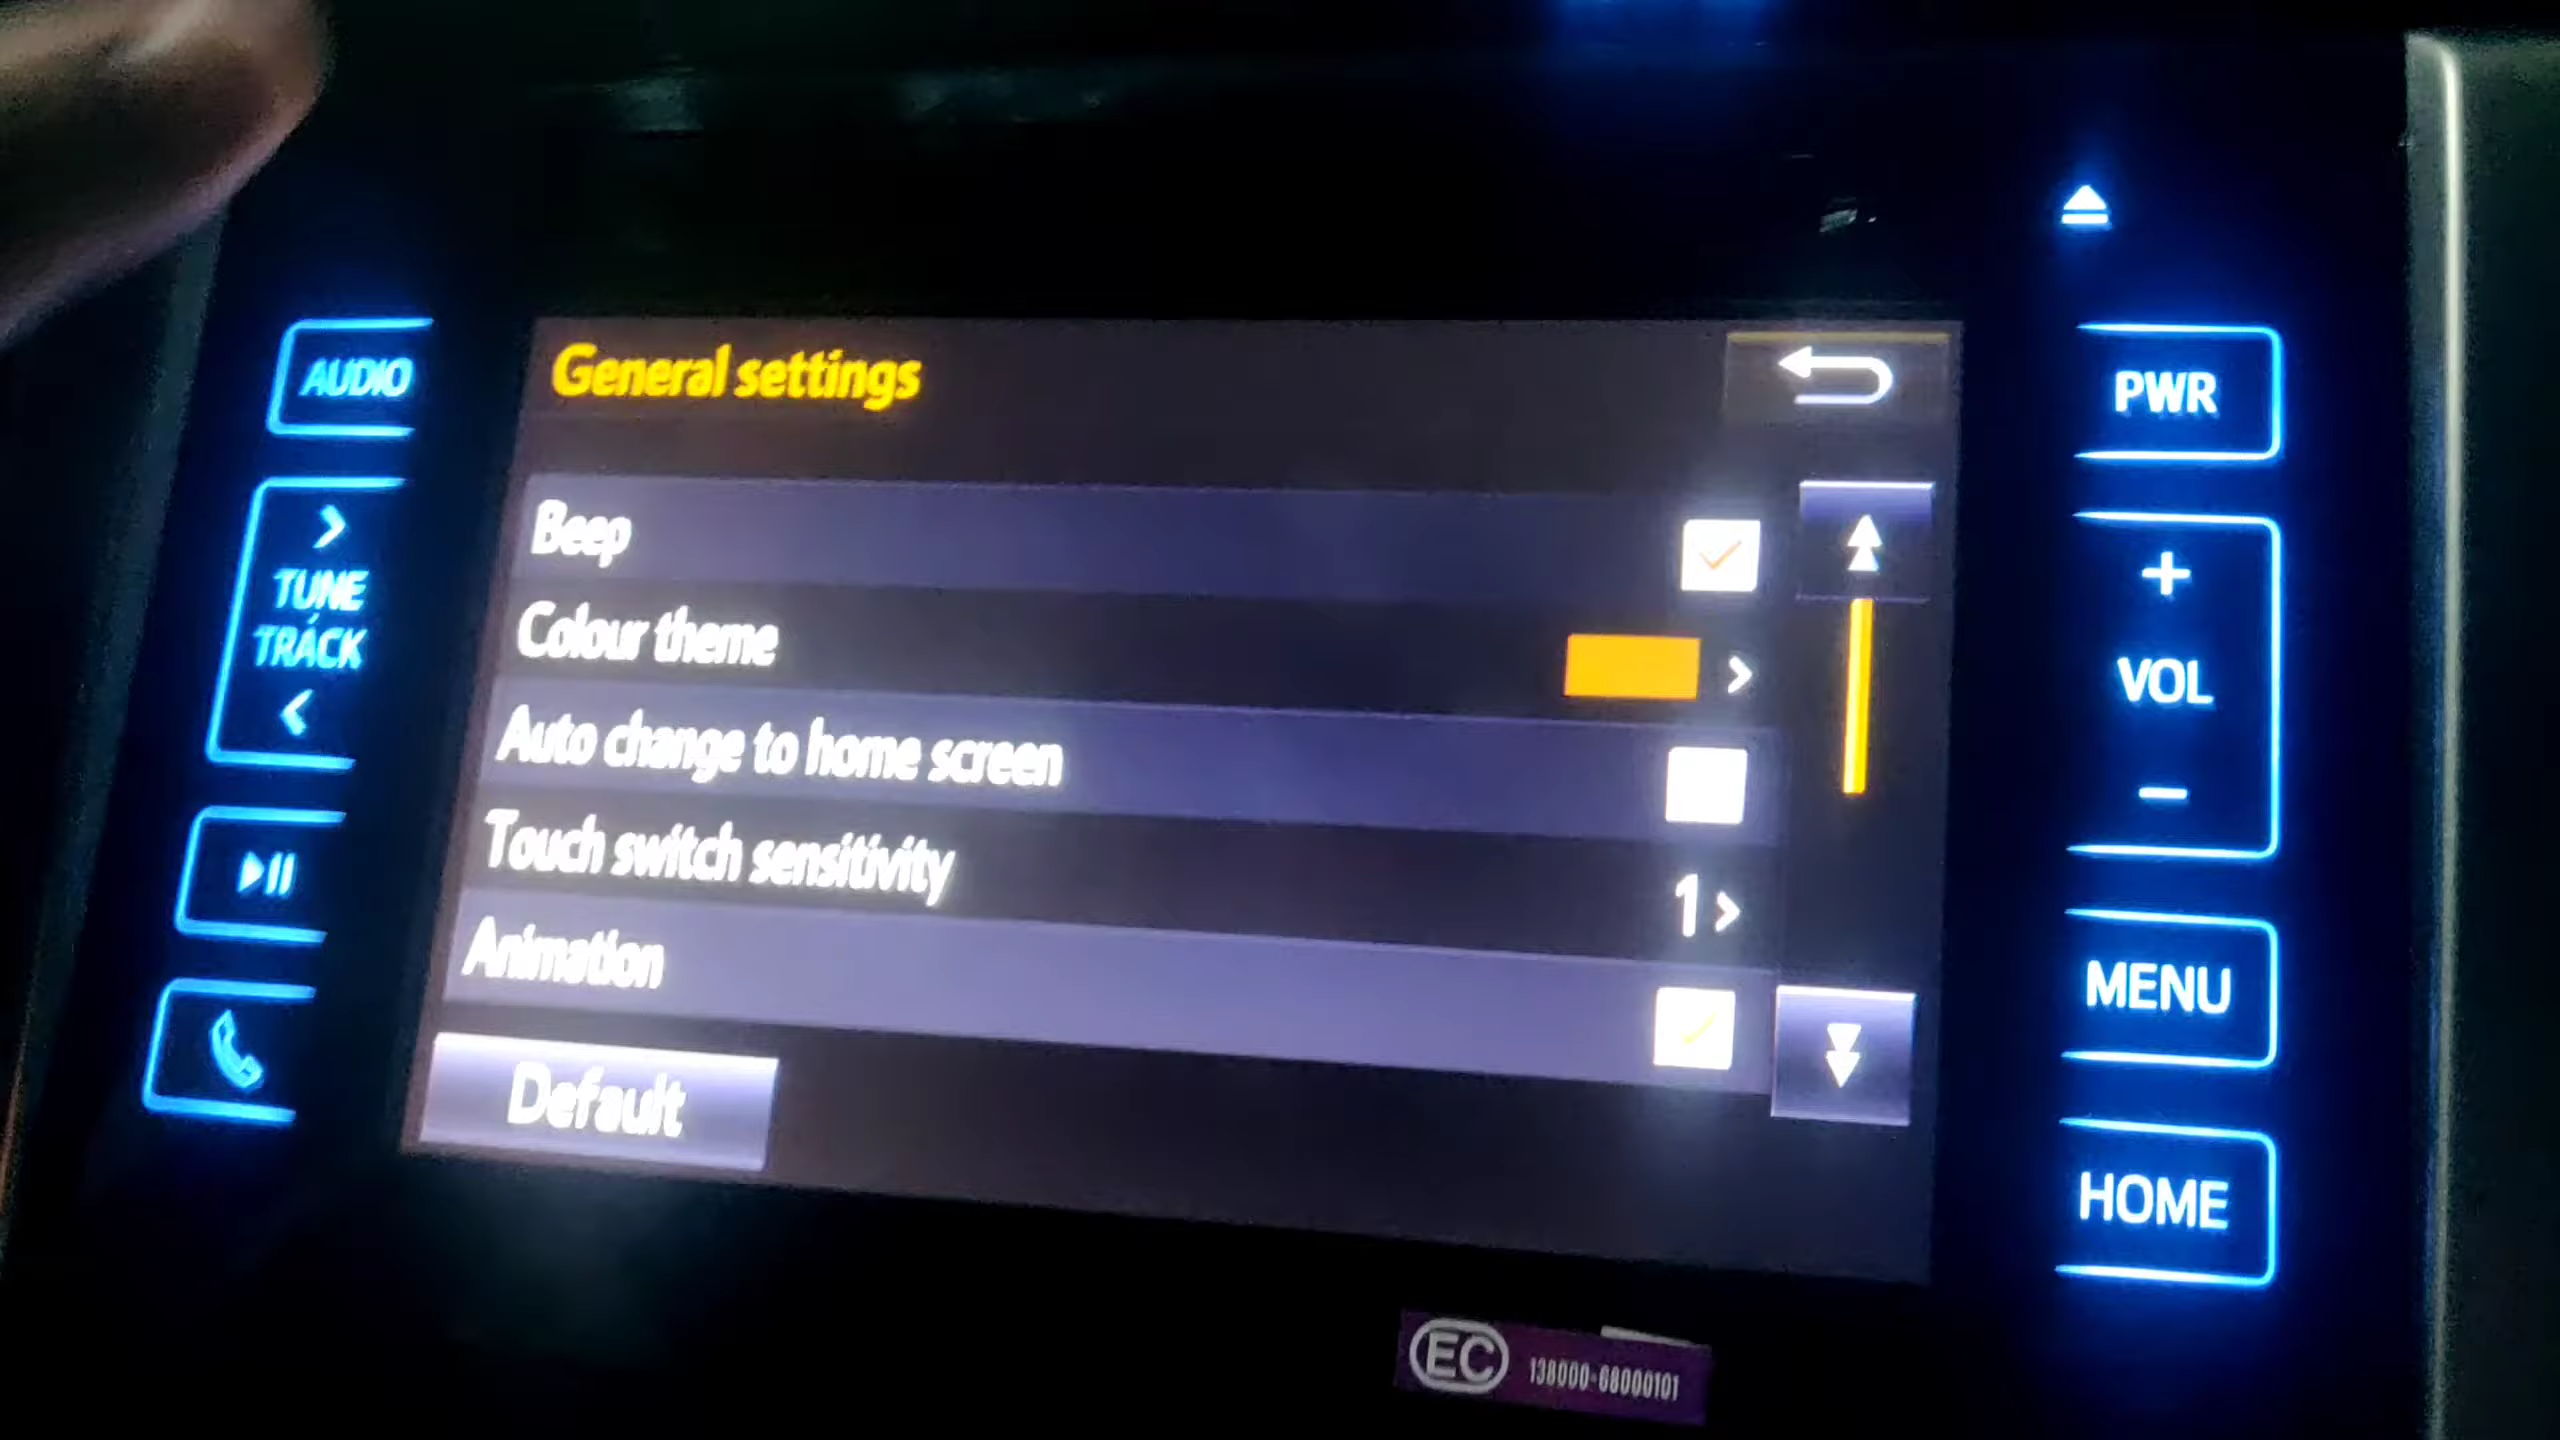 General settings
Beep
Colour theme
Auto change to home screen
Touch switch sensitivity
1
Animation
Default
AUDIO
TUNE
TRACK
PWR
+
VOL
-
MENU
HOME
EC 138000-68000101